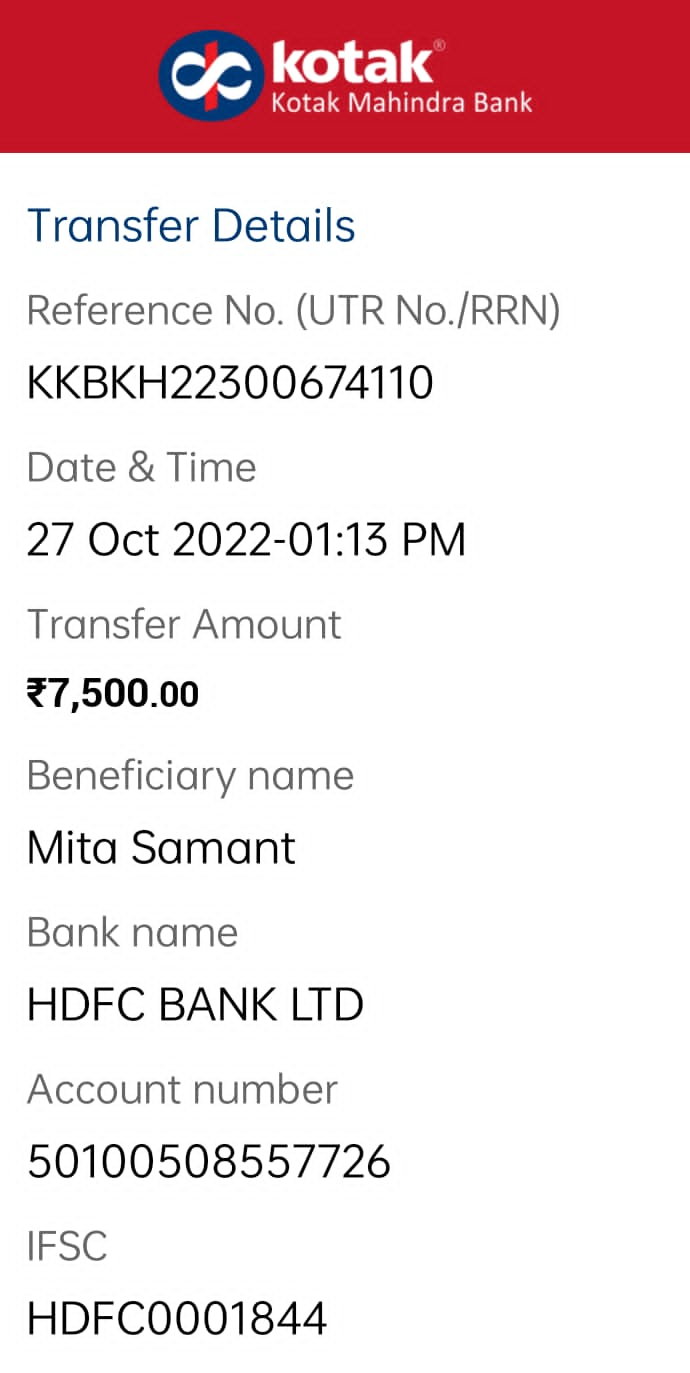 kotak®
Kotak Mahindra Bank
Transfer Details
Reference No. (UTR No./RRN)
KKBKH22300674110
Date & Time
27 Oct 2022-01:13 PM
Transfer Amount
₹7,500.00
Beneficiary name
Mita Samant
Bank name
HDFC BANK LTD
Account number
50100508557726
IFSC
HDFC0001844